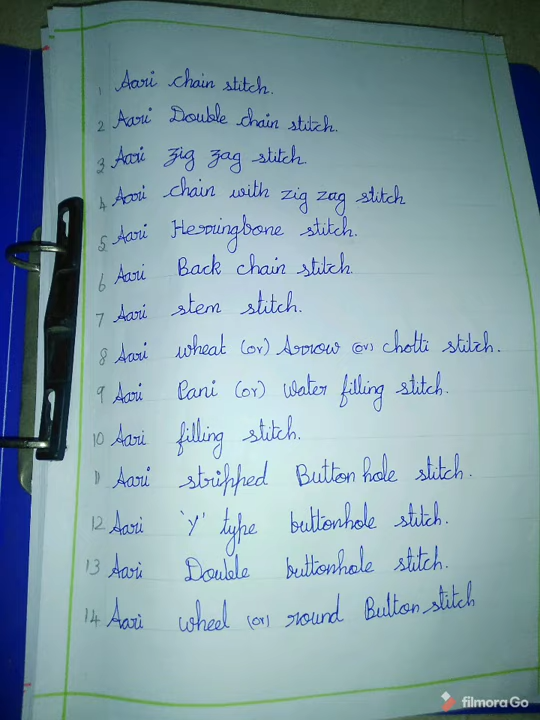 1 Aari chain stitch.
2 Aari Double chain stitch.
3 Aari zig zag stitch.
4 Aari chain with zig zag stitch
5. Aari Herringbone stitch.
6 Aari Back chain stitch.
7 Aari stem stitch.
8 Aari wheat (or) Arrow (or) chotti stitch.
9 Aari Pani (or) water filling stitch.
10 Aari filling stitch.
11 Aari stripped Button hole stitch.
12 Aari 'Y' type buttonhole stitch.
13 Aari Double buttonhole stitch.
14 Aari wheel (or) round Button stitch
filmoraGo